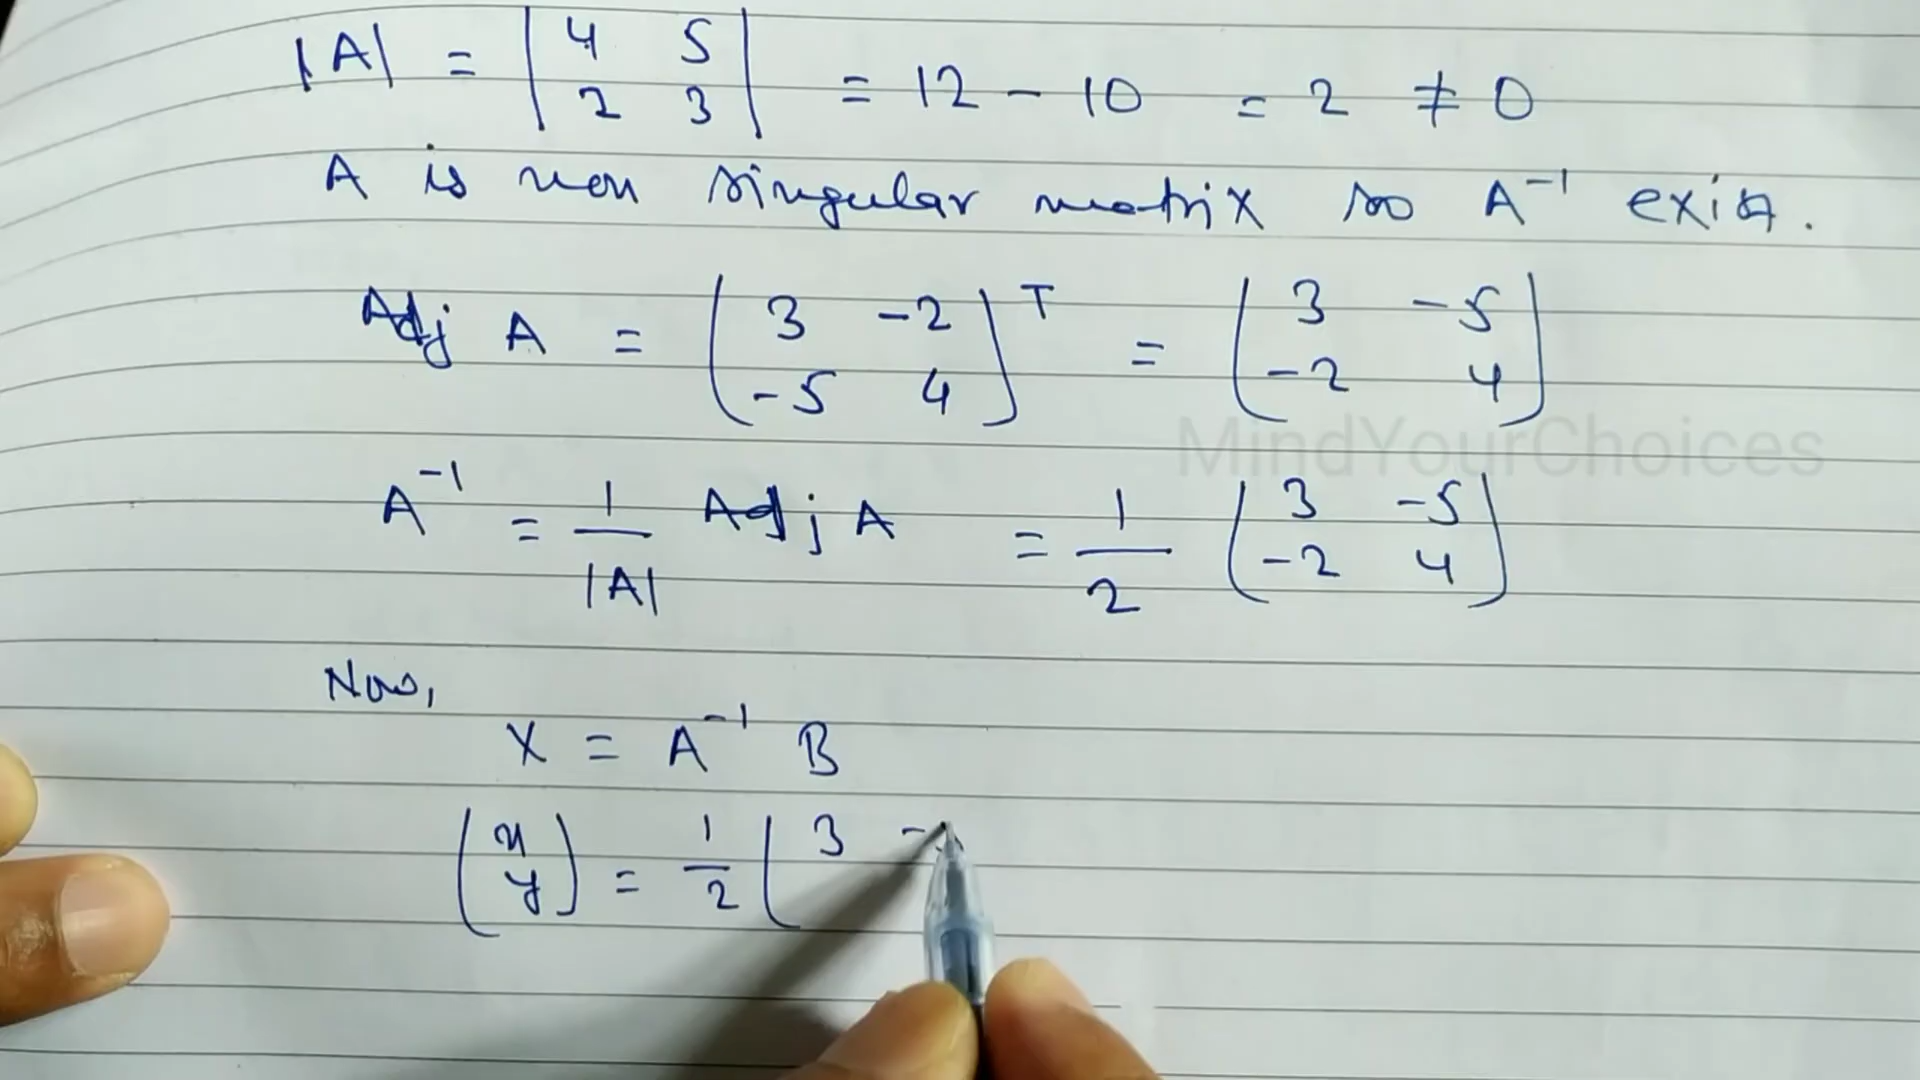 |A| = | 4 5 | = 12 - 10 = 2 ≠ 0
| 2 3 |
A is non singular matrix so A⁻¹ exist.
Adj A = ( 3 -2 )ᵀ = ( 3 -5 )
( -5 4 ) ( -2 4 )
MindYourChoices
A⁻¹ = 1/|A| Adj A = 1/2 ( 3 -5 )
( -2 4 )
Now,
X = A⁻¹ B
( x ) = 1/2 ( 3 -
( y )